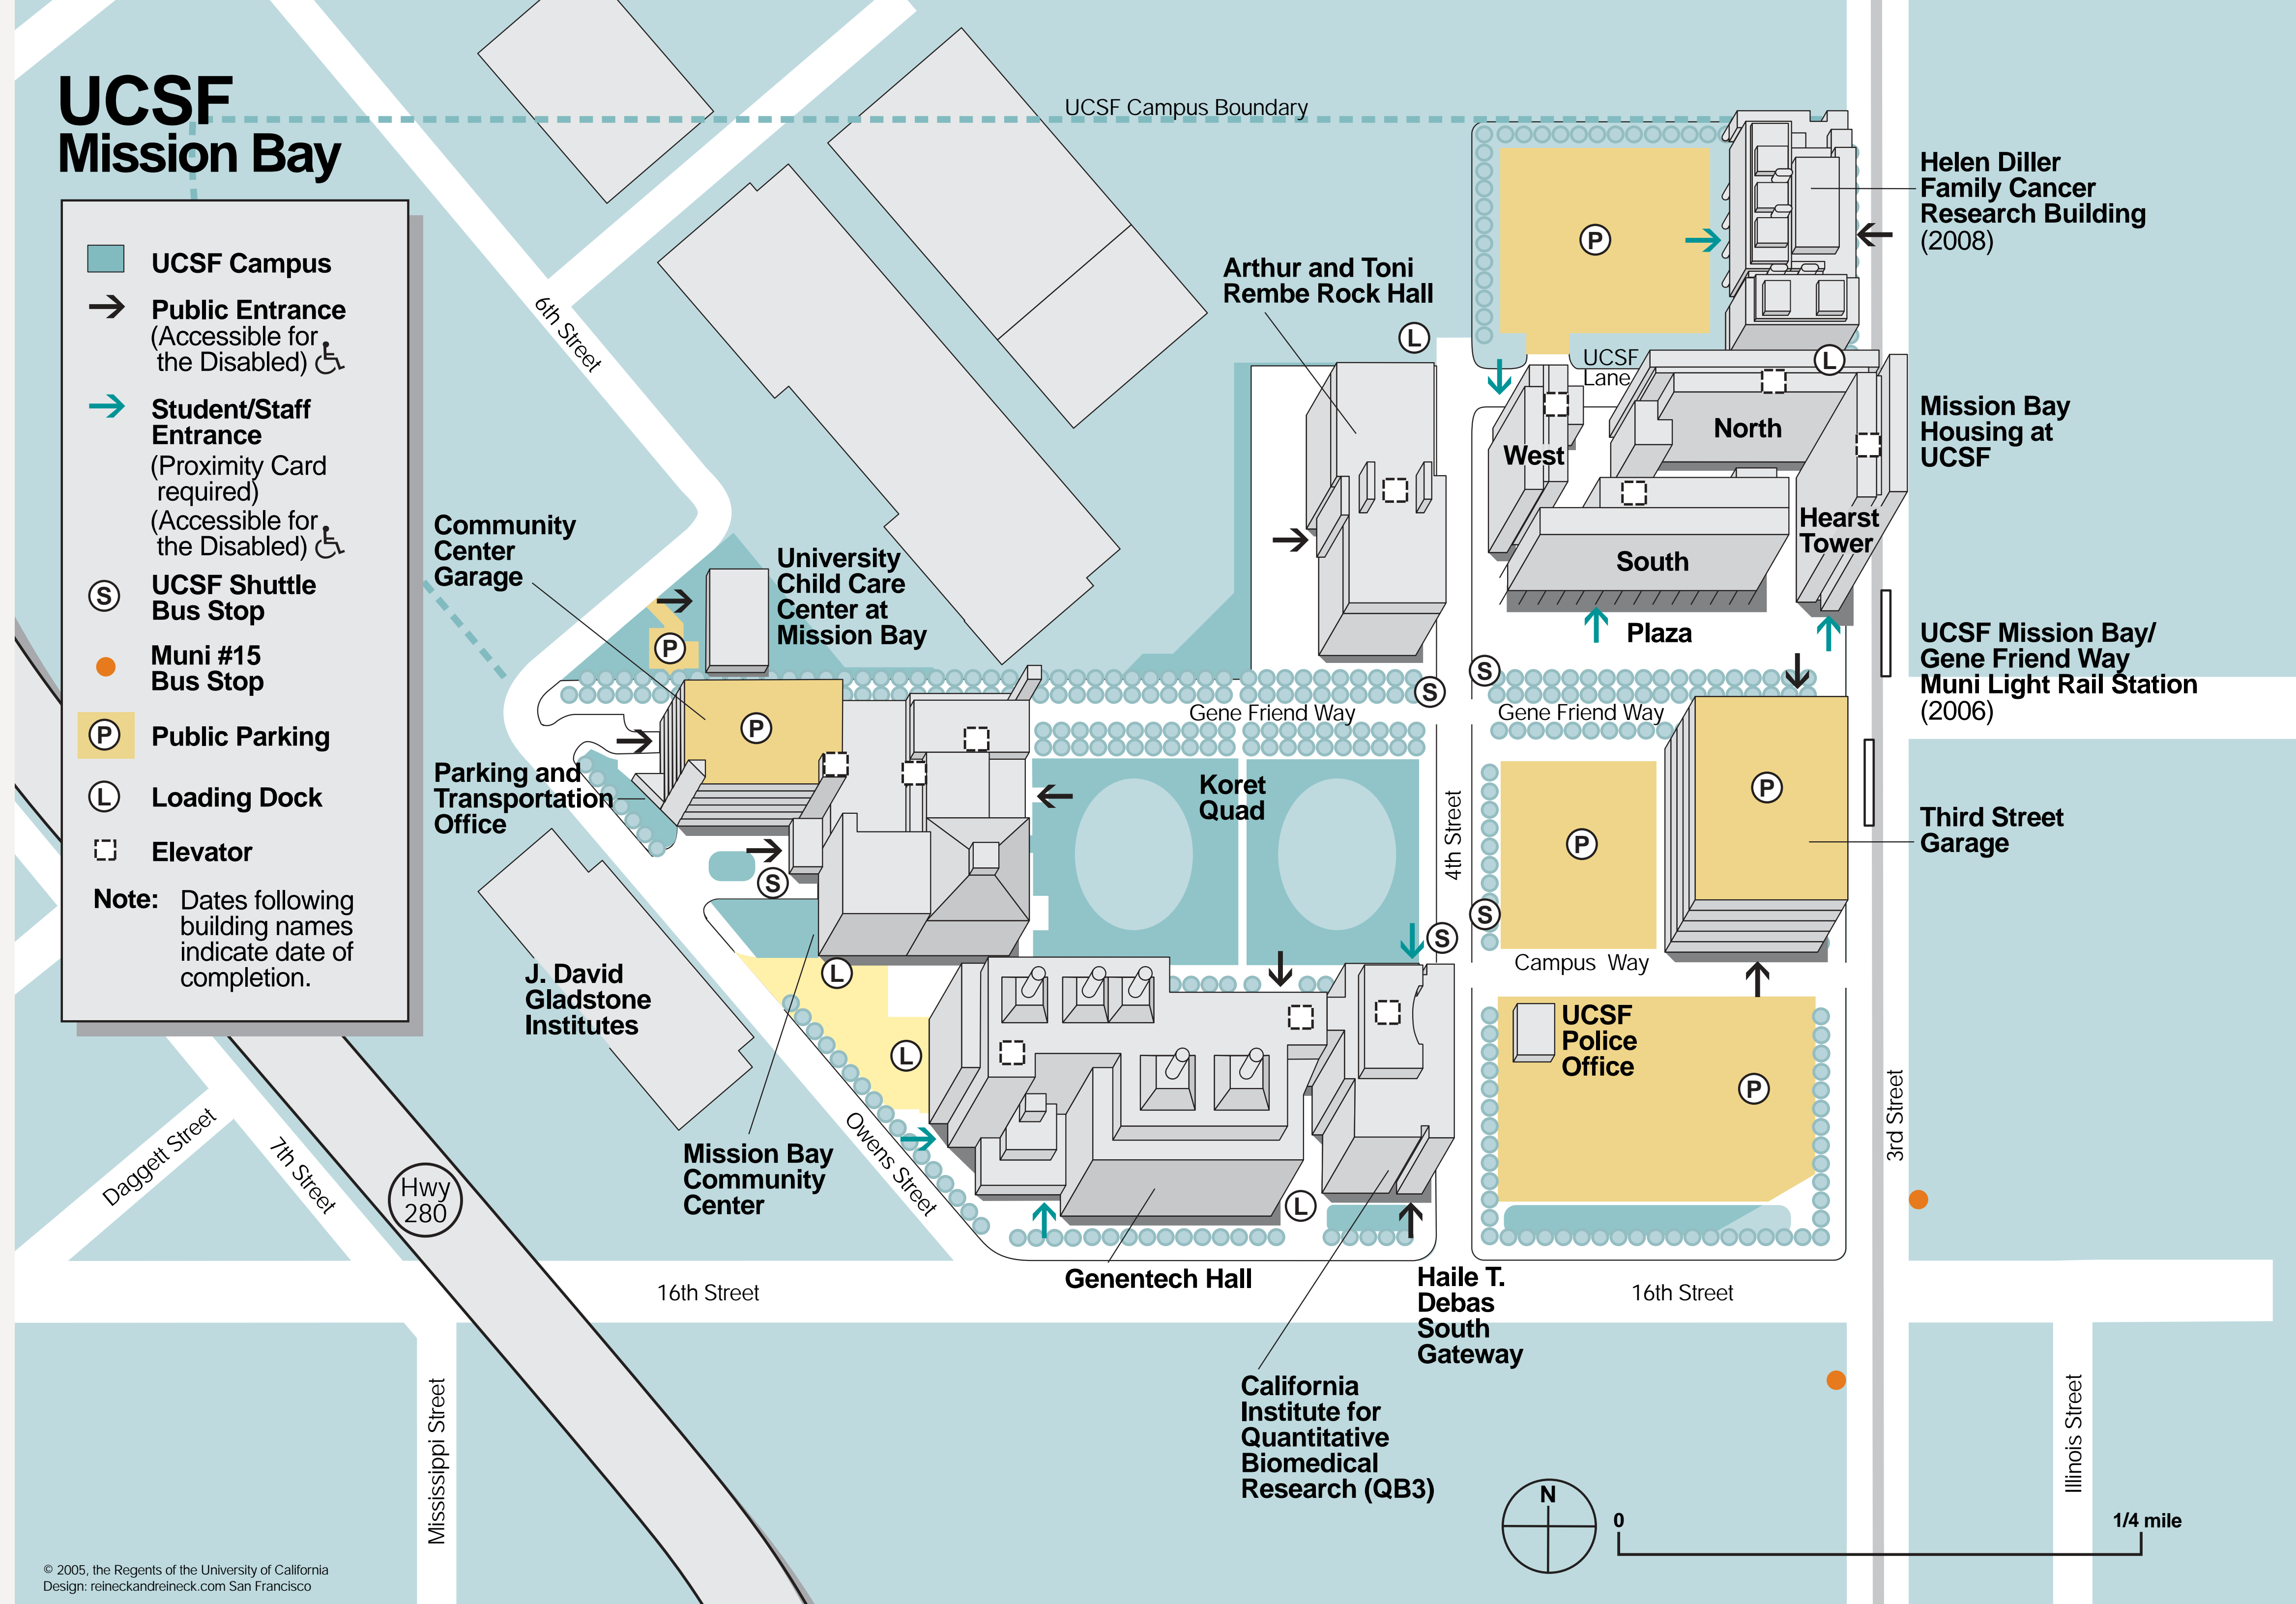 UCSF
Mission Bay
UCSF Campus
Public Entrance
(Accessible for
the Disabled)
Student/Staff
Entrance
(Proximity Card
required)
(Accessible for
the Disabled)
S
UCSF Shuttle
Bus Stop
Muni #15
Bus Stop
P
Public Parking
L
Loading Dock
Elevator
Note: Dates following
building names
indicate date of
completion.
UCSF Campus Boundary
6th Street
Helen Diller
Family Cancer
Research Building
(2008)
P
Arthur and Toni
Rembe Rock Hall
L
UCSF
Lane
L
North
West
South
Hearst
Tower
Mission Bay
Housing at
UCSF
Plaza
UCSF Mission Bay/
Gene Friend Way
Muni Light Rail Station
(2006)
Community
Center
Garage
University
Child Care
Center at
Mission Bay
P
P
S
S
Gene Friend Way
Gene Friend Way
Parking and
Transportation
Office
Koret
Quad
4th Street
P
P
Third Street
Garage
S
S
S
Campus Way
J. David
Gladstone
Institutes
L
L
UCSF
Police
Office
P
3rd Street
Daggett Street
7th Street
Hwy
280
Mission Bay
Community
Center
Owens Street
L
Genentech Hall
16th Street
16th Street
Haile T.
Debas
South
Gateway
California
Institute for
Quantitative
Biomedical
Research (QB3)
Mississippi Street
Illinois Street
N
0
1/4 mile
© 2005, the Regents of the University of California
Design: reineckandreineck.com San Francisco